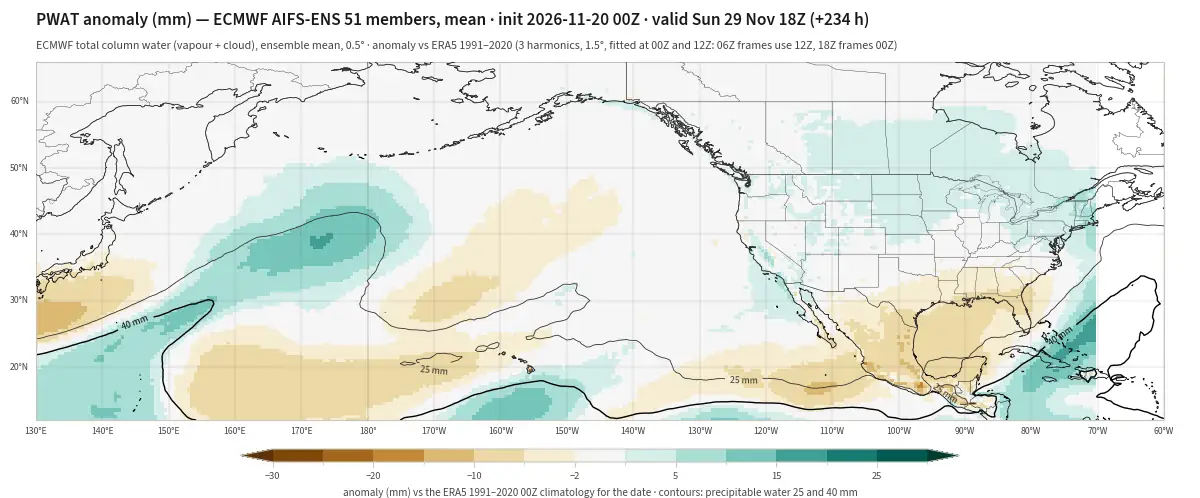 PWAT anomaly (mm) — ECMWF AIFS-ENS 51 members, mean · init 2026-11-20 00Z · valid Sun 29 Nov 18Z (+234 h)
ECMWF total column water (vapour + cloud), ensemble mean, 0.5° · anomaly vs ERA5 1991–2020 (3 harmonics, 1.5°, fitted at 00Z and 12Z: 06Z frames use 12Z, 18Z frames 00Z)
60°N
50°N
40°N
30°N
20°N
40 mm
40 mm
25 mm
25 mm
25 mm
130°E 140°E 150°E 160°E 170°E 180° 170°W 160°W 150°W 140°W 130°W 120°W 110°W 100°W 90°W 80°W 70°W 60°W
−30 −20 −10 −2 5 15 25
anomaly (mm) vs the ERA5 1991–2020 00Z climatology for the date · contours: precipitable water 25 and 40 mm